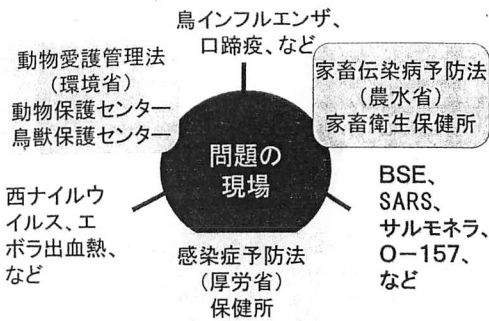 鳥インフルエンザ、
口蹄疫、など
動物愛護管理法
(環境省)
動物保護センター
鳥獣保護センター
家畜伝染病予防法
(農水省)
家畜衛生保健所
問題の
現場
西ナイルウ
イルス、エ
ボラ出血熱、
など
BSE、
SARS、
サルモネラ、
O−157、
など
感染症予防法
(厚労省)
保健所